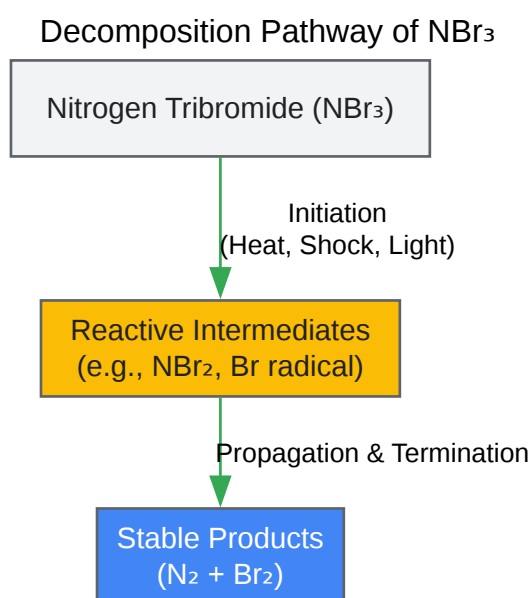 Decomposition Pathway of NBr₃
Nitrogen Tribromide (NBr₃)
Initiation
(Heat, Shock, Light)
Reactive Intermediates
(e.g., NBr₂, Br radical)
Propagation & Termination
Stable Products
(N₂ + Br₂)